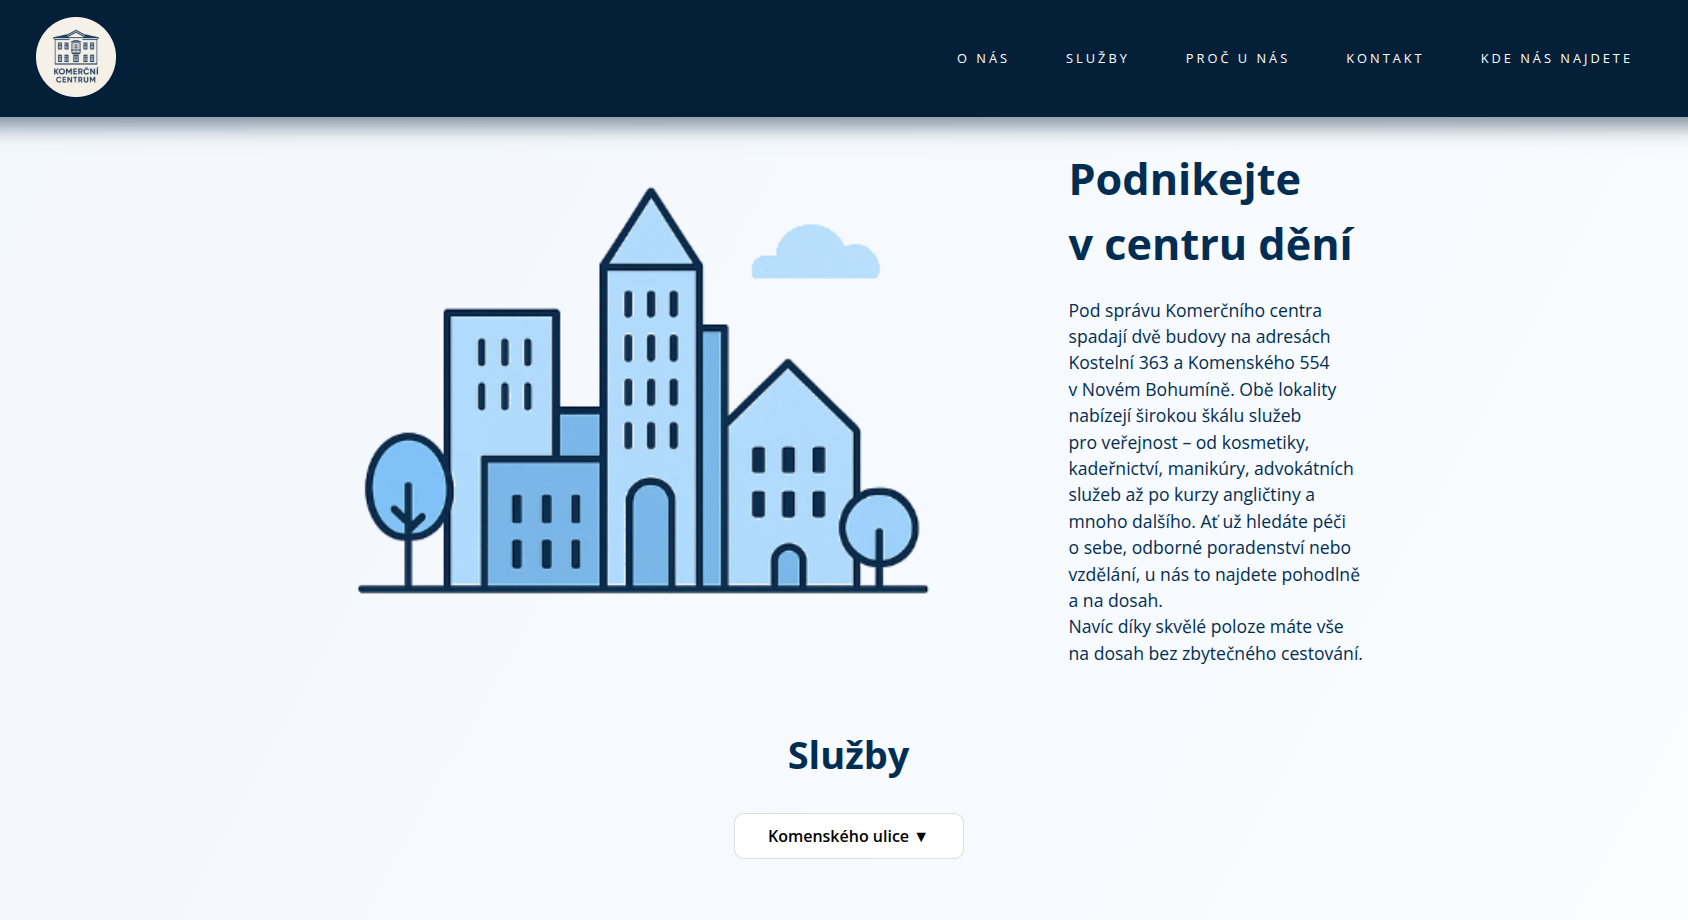 KOMERČNÍ
CENTRUM
O NÁS
SLUŽBY
PROČ U NÁS
KONTAKT
KDE NÁS NAJDETE
Podnikejte
v centru dění
Pod správu Komerčního centra
spadají dvě budovy na adresách
Kostelní 363 a Komenského 554
v Novém Bohumíně. Obě lokality
nabízejí širokou škálu služeb
pro veřejnost – od kosmetiky,
kadeřnictví, manikúry, advokátních
služeb až po kurzy angličtiny a
mnoho dalšího. Ať už hledáte péči
o sebe, odborné poradenství nebo
vzdělání, u nás to najdete pohodlně
a na dosah.
Navíc díky skvělé poloze máte vše
na dosah bez zbytečného cestování.
Služby
Komenského ulice ▼